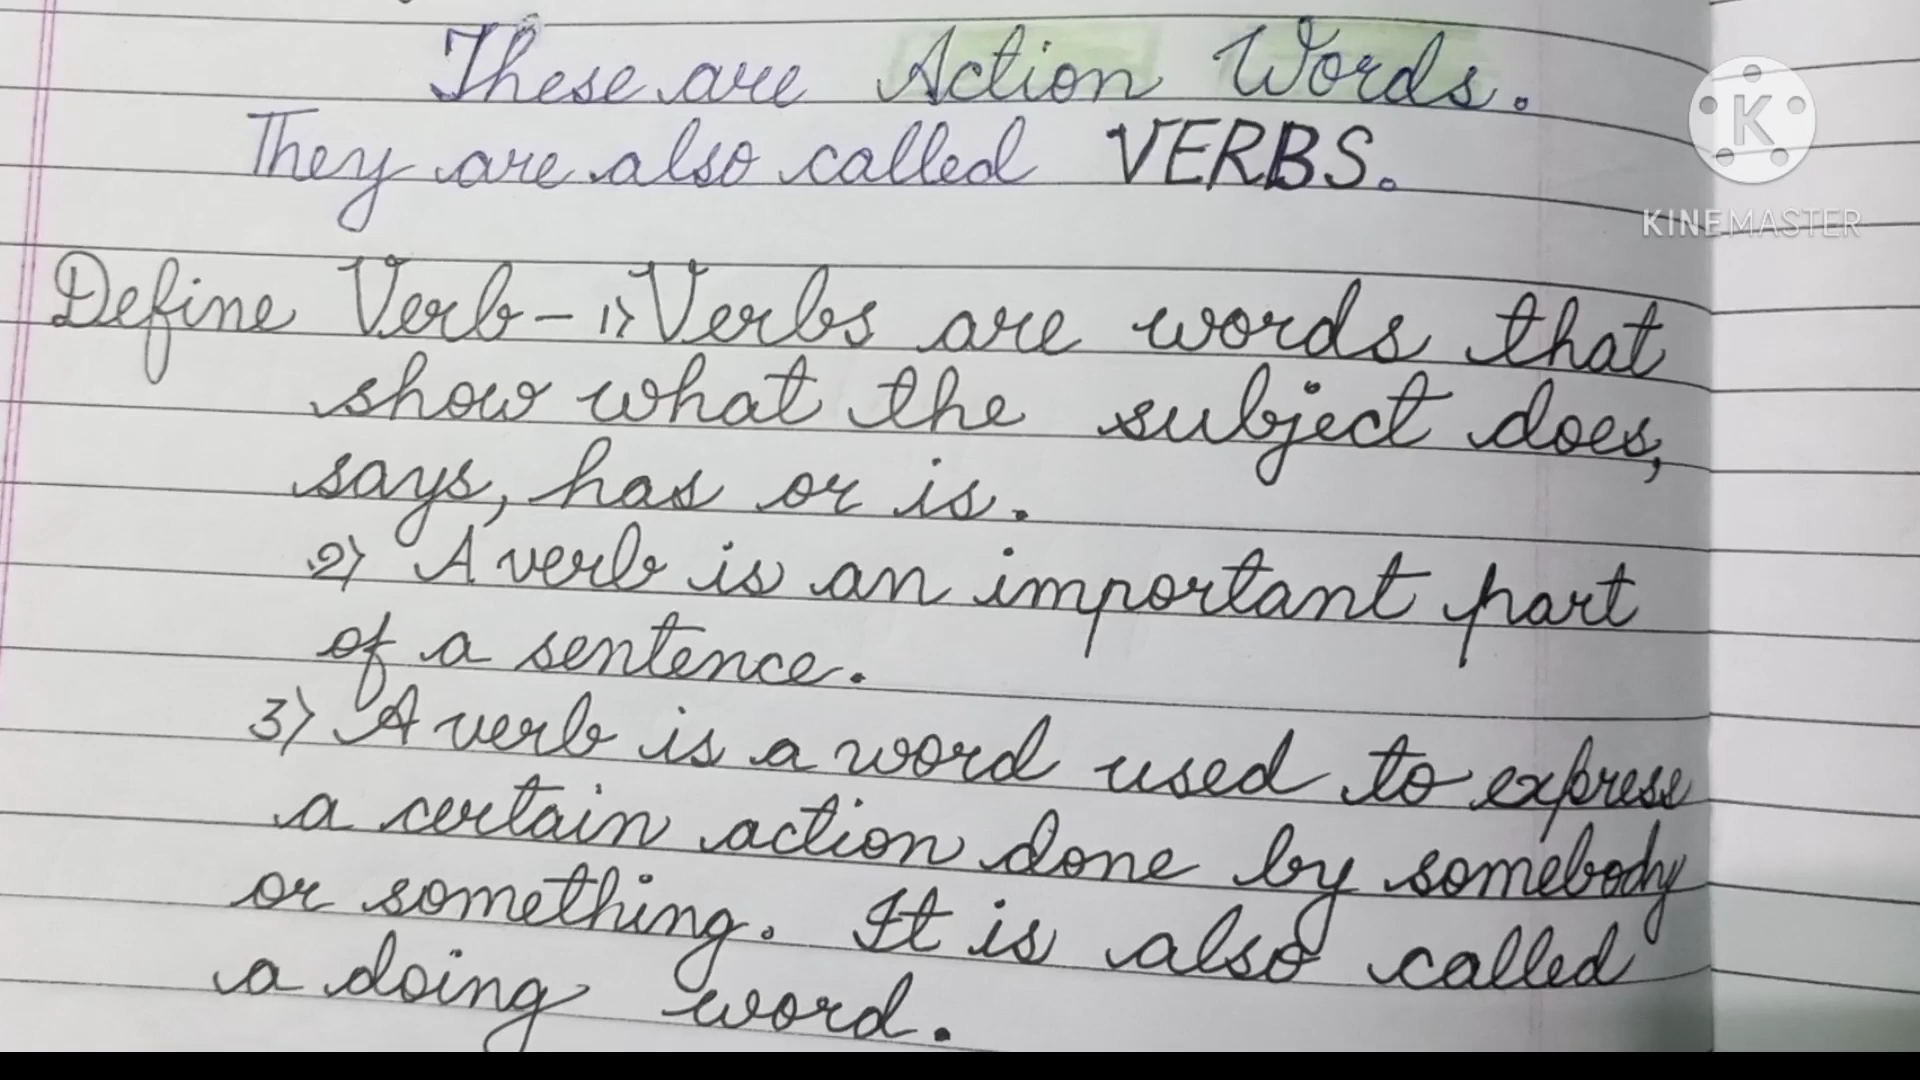 These are Action Words.
They are also called VERBS.
Define Verb - 1) Verbs are words that
show what the subject does,
says, has or is.
2) A verb is an important part
of a sentence.
3) A verb is a word used to express
a certain action done by somebody
or something. It is also called
a doing word.
K
KINEMASTER